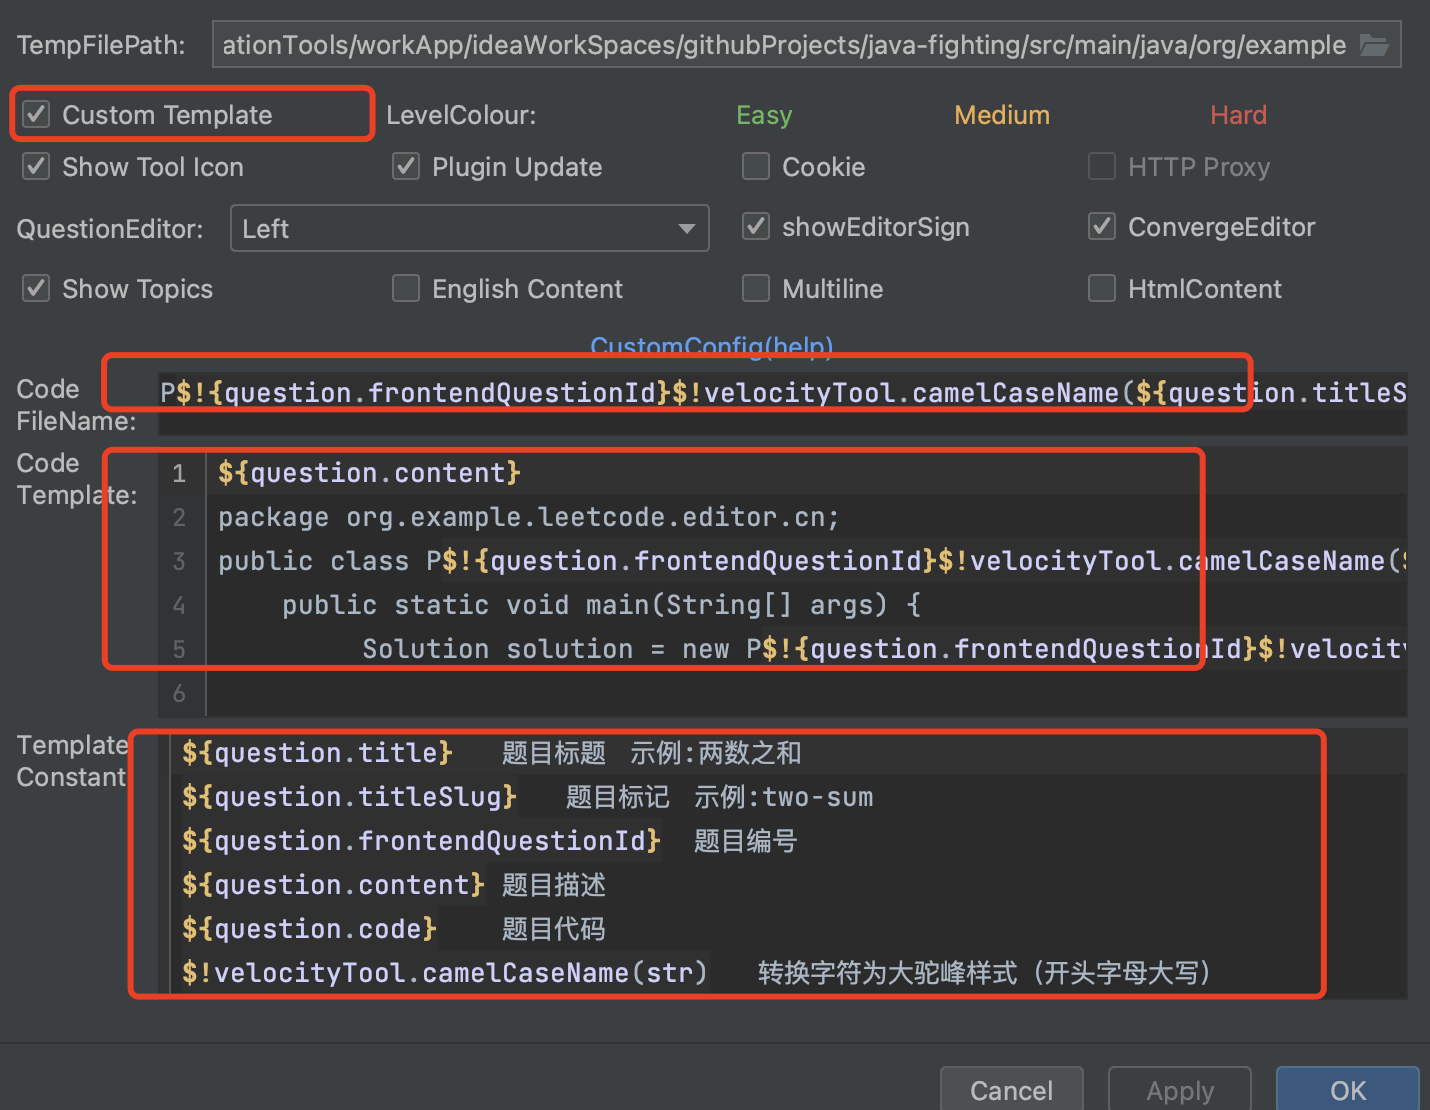 TempFilePath: ationTools/workApp/ideaWorkSpaces/githubProjects/java-fighting/src/main/java/org/example
Custom Template LevelColour: Easy Medium Hard
Show Tool Icon Plugin Update Cookie HTTP Proxy
QuestionEditor: Left showEditorSign ConvergeEditor
Show Topics English Content Multiline HtmlContent
CustomConfig(help)
Code FileName: P$!{question.frontendQuestionId}$!velocityTool.camelCaseName(${question.titleS
Code Template:
1 ${question.content}
2 package org.example.leetcode.editor.cn;
3 public class P$!{question.frontendQuestionId}$!velocityTool.camelCaseName($
4 public static void main(String[] args) {
5 Solution solution = new P$!{question.frontendQuestionId}$!velocity
6
Template Constant
${question.title} 题目标题 示例:两数之和
${question.titleSlug} 题目标记 示例:two-sum
${question.frontendQuestionId} 题目编号
${question.content} 题目描述
${question.code} 题目代码
$!velocityTool.camelCaseName(str) 转换字符为大驼峰样式（开头字母大写）
Cancel Apply OK